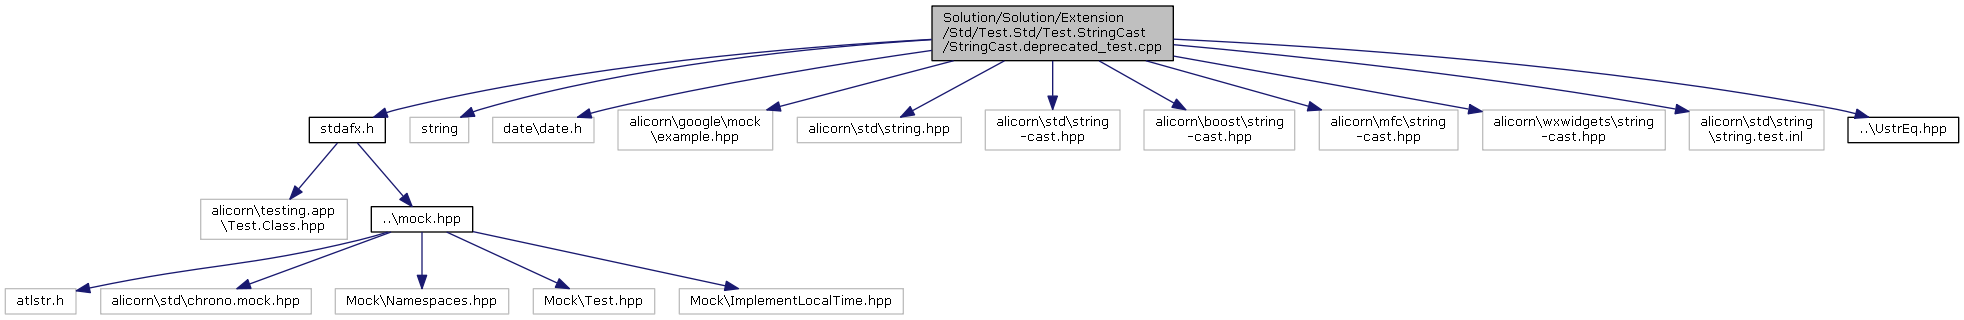 Solution/Solution/Extension
/Std/Test.Std/Test.StringCast
/StringCast.deprecated_test.cpp
stdafx.h
string
date\date.h
alicorn\google\mock
\example.hpp
alicorn\std\string.hpp
alicorn\std\string
-cast.hpp
alicorn\boost\string
-cast.hpp
alicorn\mfc\string
-cast.hpp
alicorn\wxwidgets\string
-cast.hpp
alicorn\std\string
\string.test.inl
..\UstrEq.hpp
alicorn\testing.app
\Test.Class.hpp
..\mock.hpp
atlstr.h
alicorn\std\chrono.mock.hpp
Mock\Namespaces.hpp
Mock\Test.hpp
Mock\ImplementLocalTime.hpp